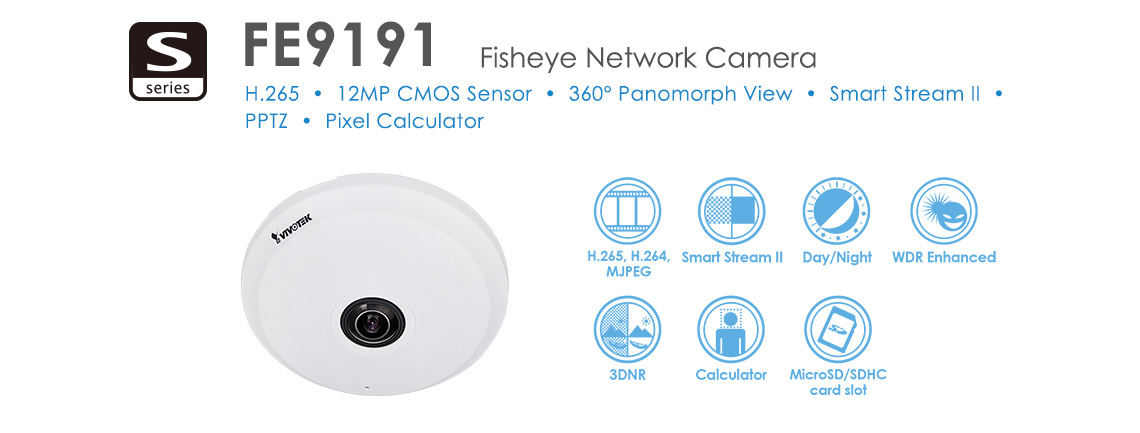 S
series
FE9191 Fisheye Network Camera
H.265 • 12MP CMOS Sensor • 360° Panomorph View • Smart Stream II •
PPTZ • Pixel Calculator
VIVOTEK
H.265, H.264,
MJPEG
Smart Stream II
Day/Night
WDR Enhanced
3DNR
Calculator
SD
MicroSD/SDHC
card slot